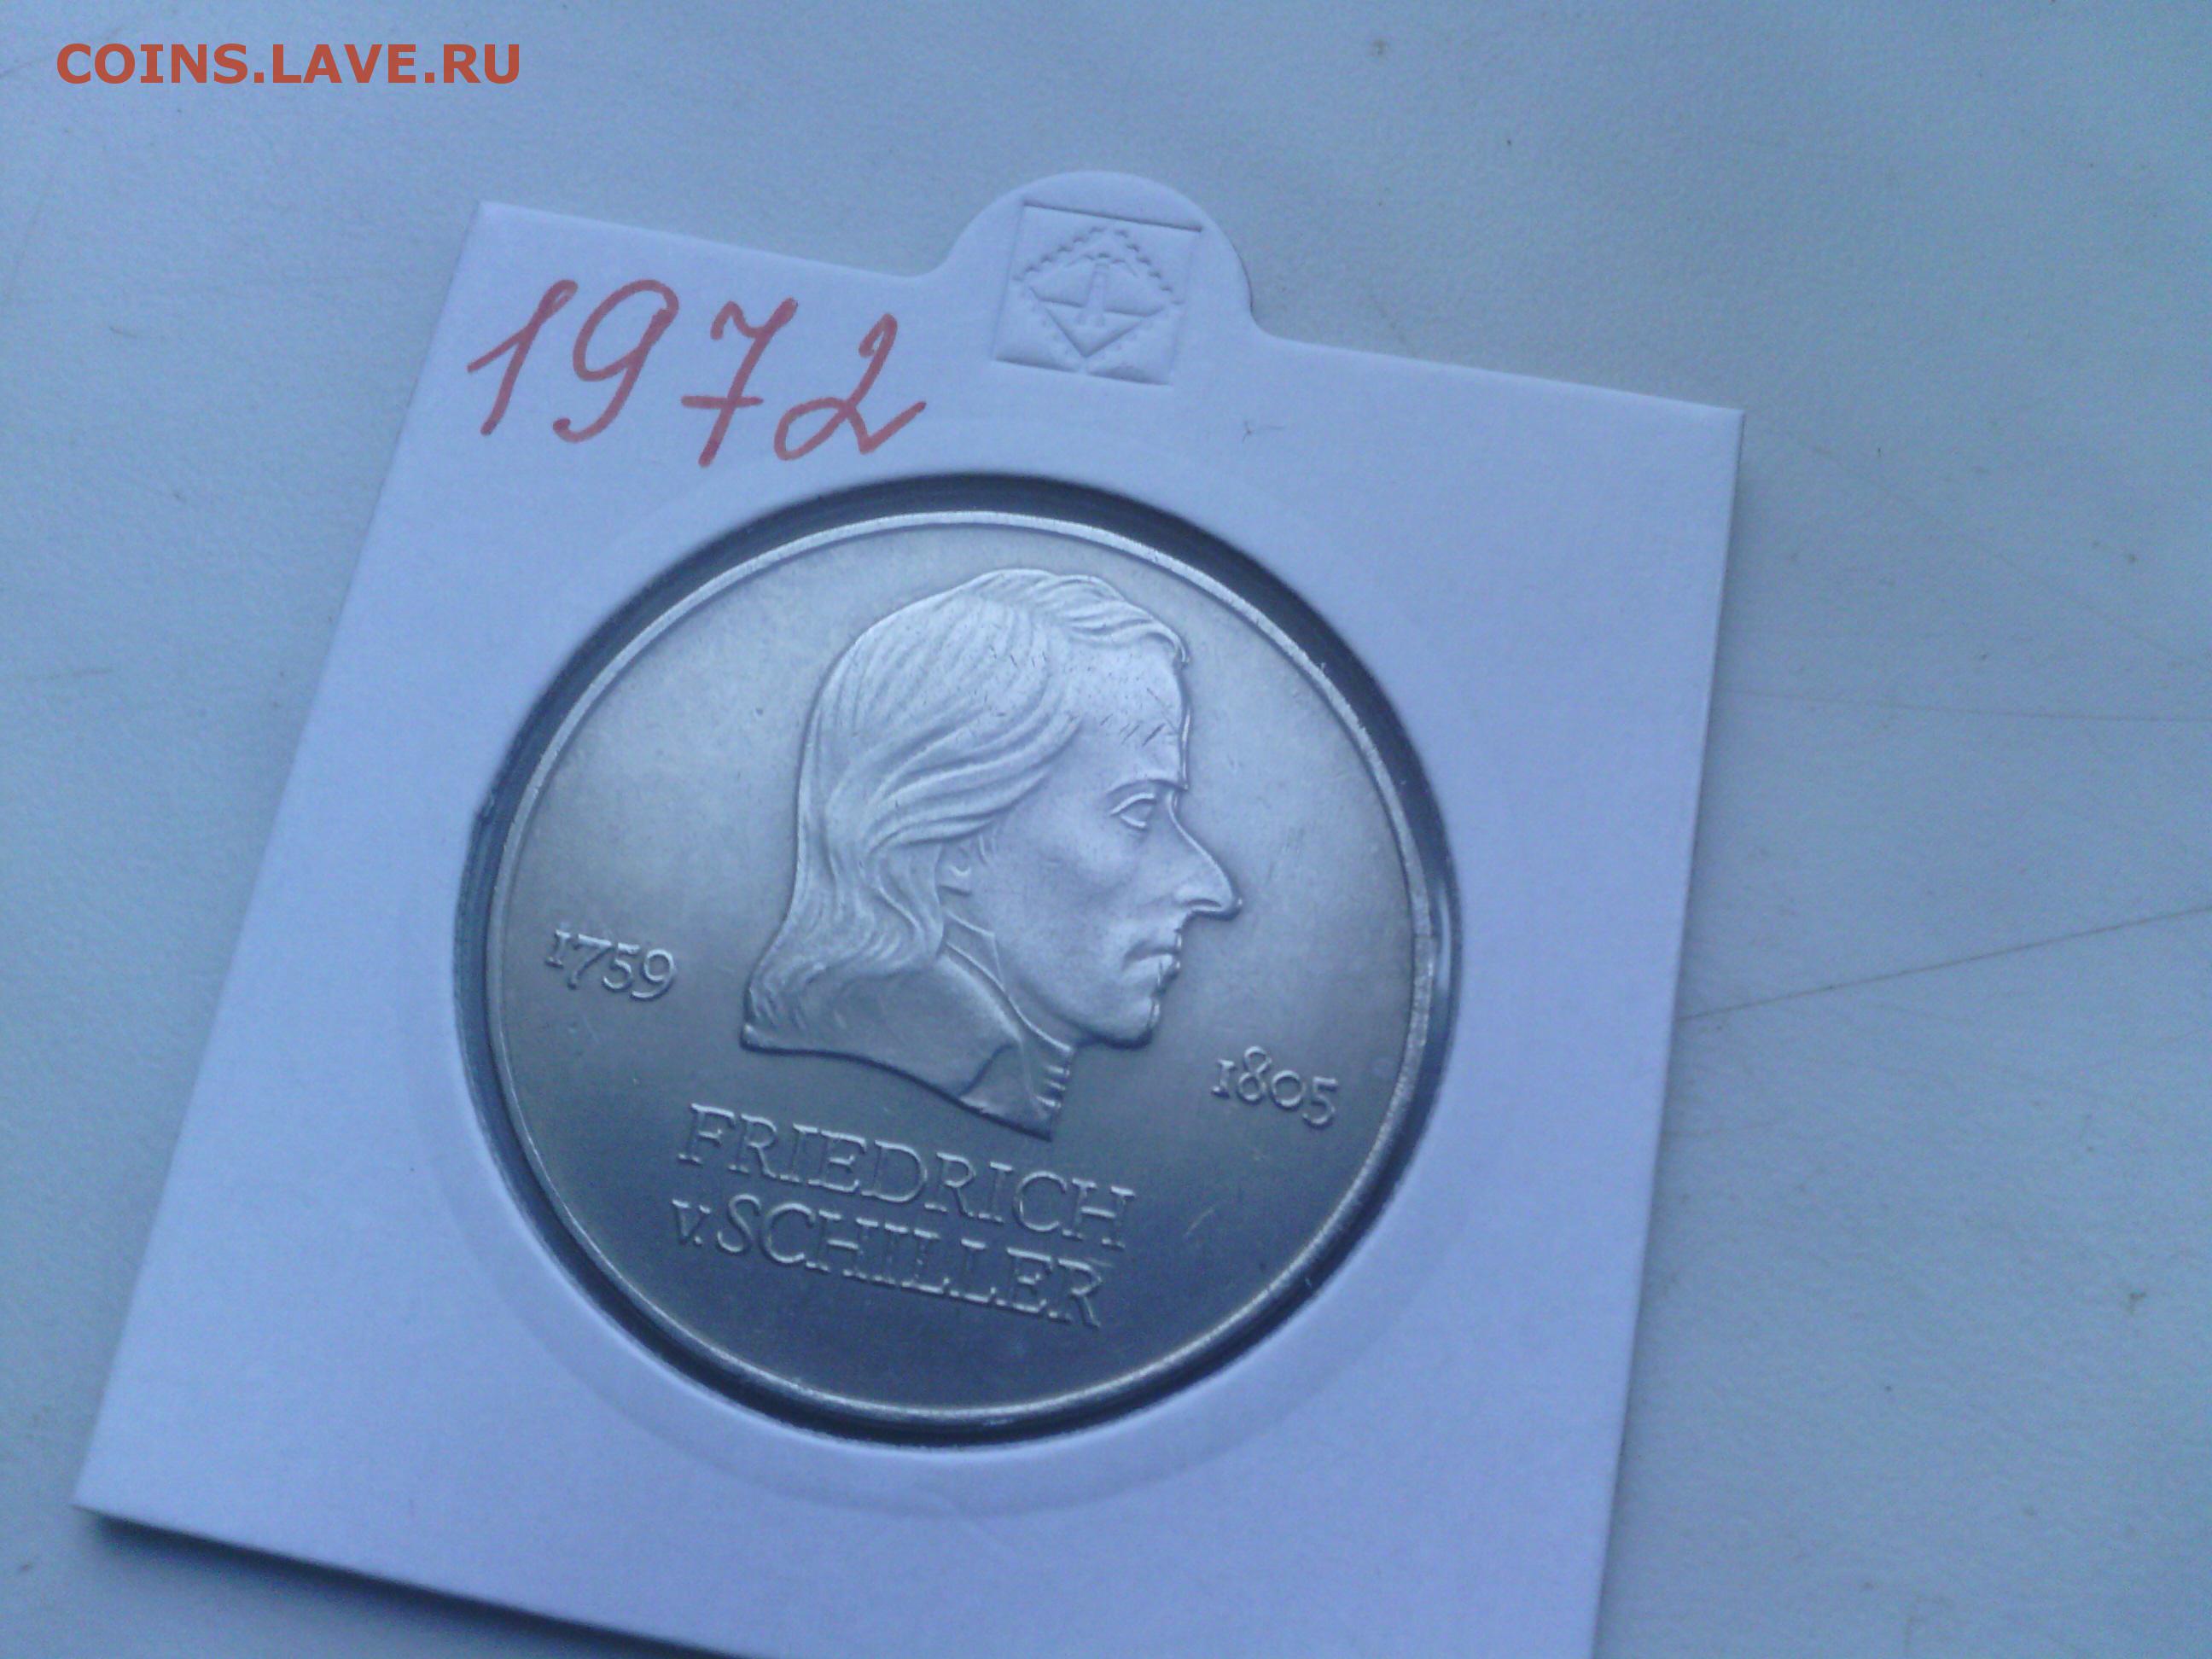 COINS.LAVE.RU
1972
1759
1805
FRIEDRICH
v. SCHILLER